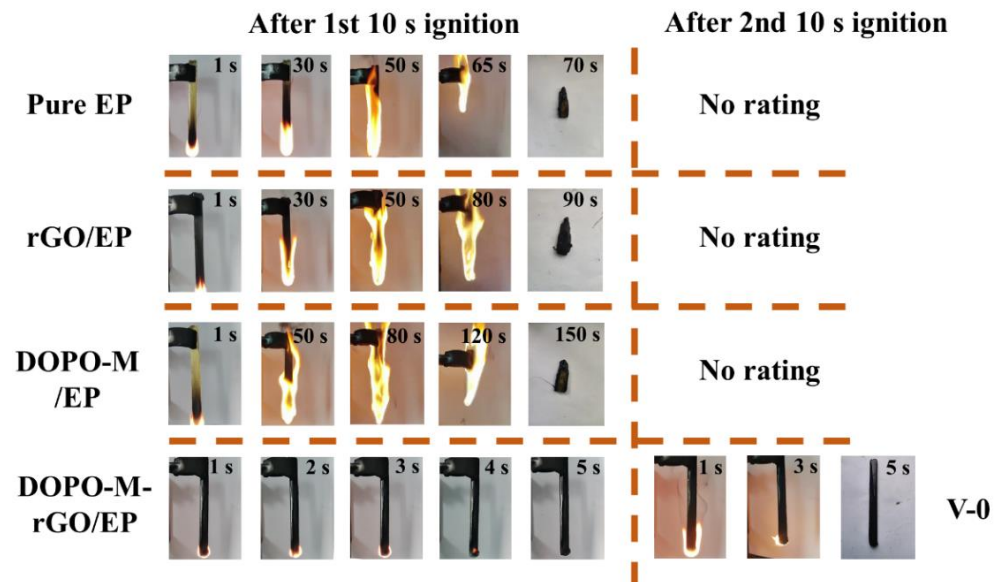 After 1st 10 s ignition
After 2nd 10 s ignition
Pure EP
1 s
30 s
50 s
65 s
70 s
No rating
rGO/EP
1 s
30 s
50 s
80 s
90 s
No rating
DOPO-M
/EP
1 s
50 s
80 s
120 s
150 s
No rating
DOPO-M-
rGO/EP
1 s
2 s
3 s
4 s
5 s
1 s
3 s
5 s
V-0